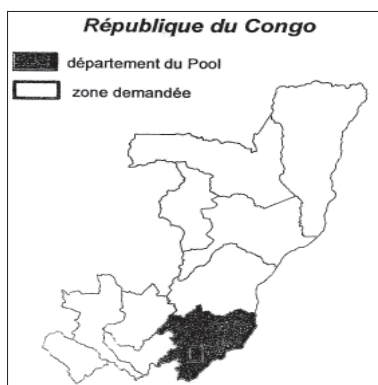 République du Congo
département du Pool
zone demandée